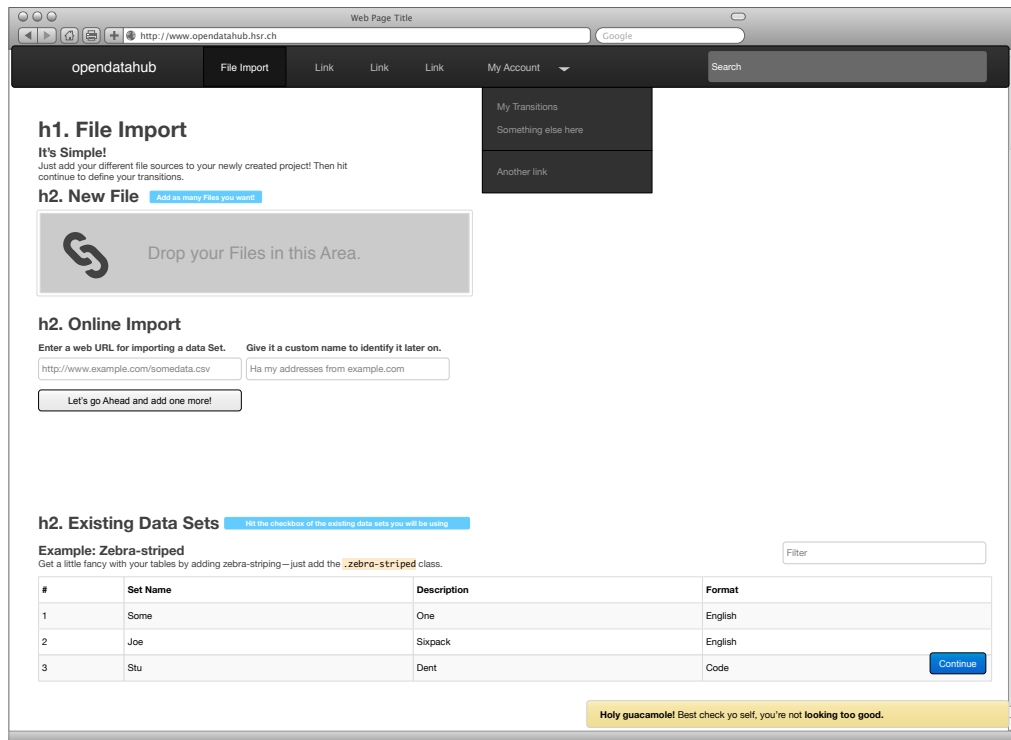 Web Page Title
http://www.opendatahub.hsr.ch
Google
opendatahub File Import Link Link Link My Account Search
My Transitions
Something else here
Another link
h1. File Import
It's Simple!
Just add your different file sources to your newly created project! Then hit
continue to define your transitions.
h2. New File Add as many Files you want!
Drop your Files in this Area.
h2. Online Import
Enter a web URL for importing a data Set. Give it a custom name to identify it later on.
http://www.example.com/somedata.csv Ha my addresses from example.com
Let's go Ahead and add one more!
h2. Existing Data Sets Hit the checkbox of the existing data sets you will be using
Example: Zebra-striped
Get a little fancy with your tables by adding zebra-striping—just add the .zebra-striped class.
Filter
# Set Name Description Format
1 Some One English
2 Joe Sixpack English
3 Stu Dent Code
Continue
Holy guacamole! Best check yo self, you're not looking too good.